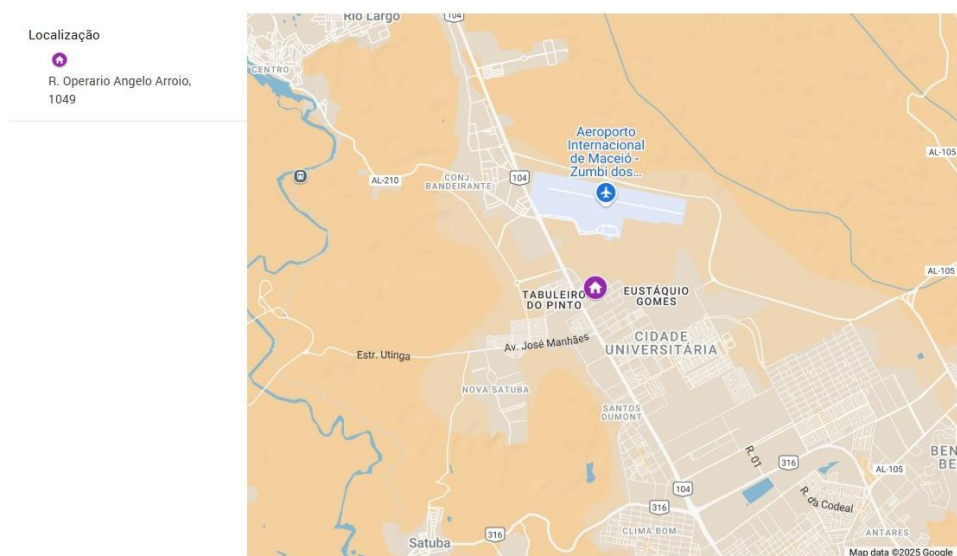 Localização
R. Operario Angelo Arroio,
1049
Rio Largo
104
CENTRO
Aeroporto
Internacional
de Maceió -
Zumbi dos...
AL-105
AL-210
CONJ.
BANDEIRANTE
104
AL-105
TABULEIRO
DO PINTO
EUSTÁQUIO
GOMES
CIDADE
UNIVERSITÁRIA
Av. José Manhães
Estr. Utinga
NOVA SATUBA
SANTOS
DUMONT
R. 01
316
BEN
BE
AL-105
104
R. da Codeal
316
316
CLIMA BOM
ANTARES
Satuba
Map data ©2025 Google